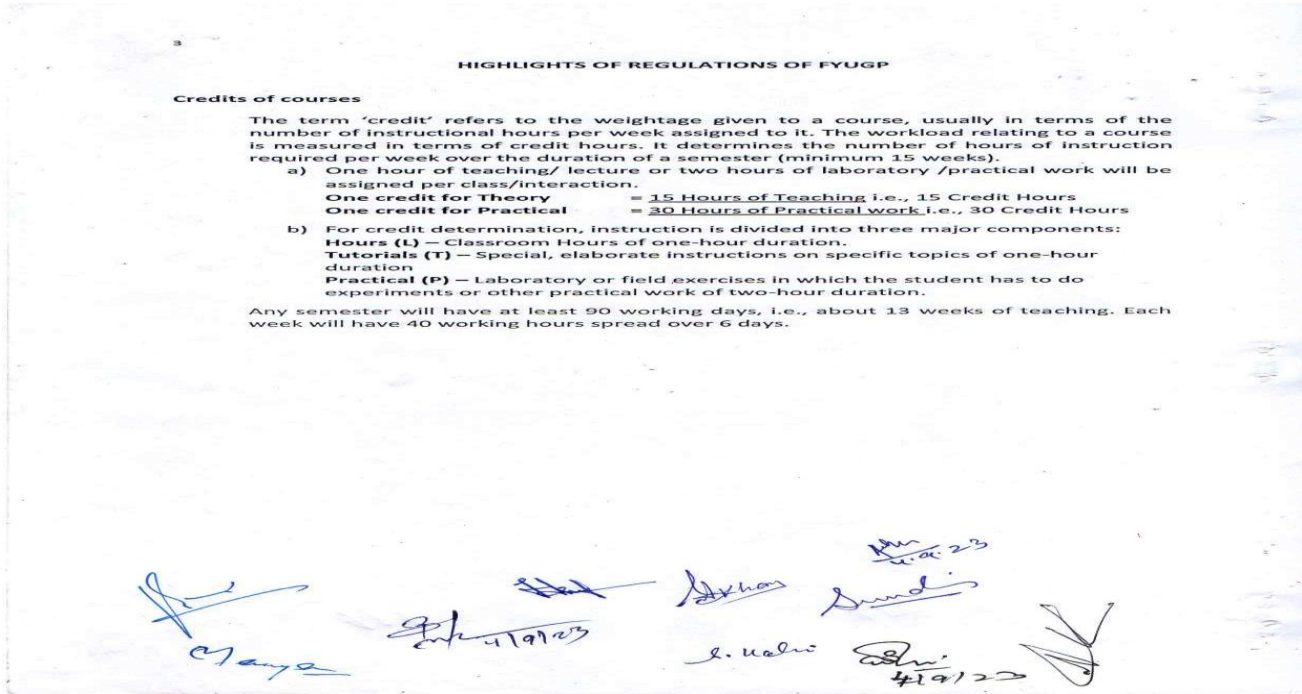 3
HIGHLIGHTS OF REGULATIONS OF FYUGP
Credits of courses
The term ‘credit’ refers to the weightage given to a course, usually in terms of the
number of instructional hours per week assigned to it. The workload relating to a course
is measured in terms of credit hours. It determines the number of hours of instruction
required per week over the duration of a semester (minimum 15 weeks).
a) One hour of teaching/ lecture or two hours of laboratory /practical work will be
assigned per class/interaction.
One credit for Theory = 15 Hours of Teaching i.e., 15 Credit Hours
One credit for Practical = 30 Hours of Practical work i.e., 30 Credit Hours
b) For credit determination, instruction is divided into three major components:
Hours (L) – Classroom Hours of one-hour duration.
Tutorials (T) – Special, elaborate instructions on specific topics of one-hour
duration
Practical (P) – Laboratory or field exercises in which the student has to do
experiments or other practical work of two-hour duration.
Any semester will have at least 90 working days, i.e., about 13 weeks of teaching. Each
week will have 40 working hours spread over 6 days.
4/9/23
4/9/23